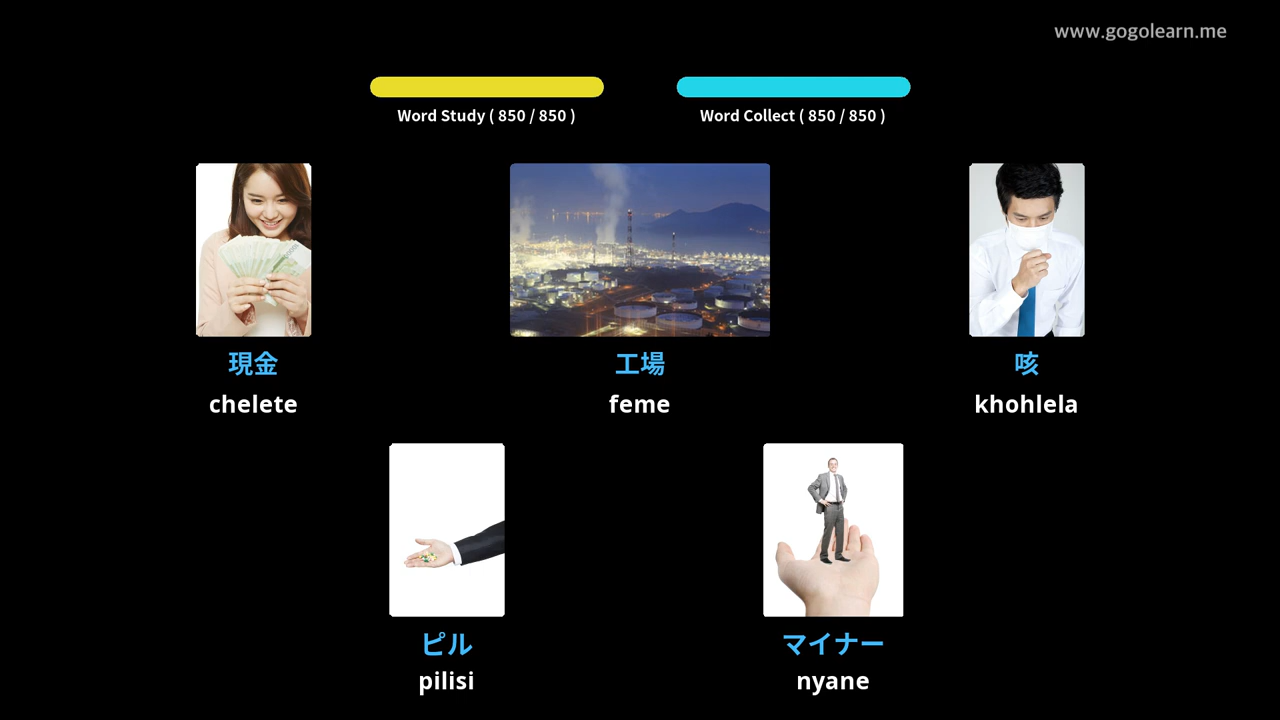 www.gogolearn.me
Word Study ( 850 / 850 )
Word Collect ( 850 / 850 )
現金
chelete
工場
feme
咳
khohlela
ピル
pilisi
マイナー
nyane